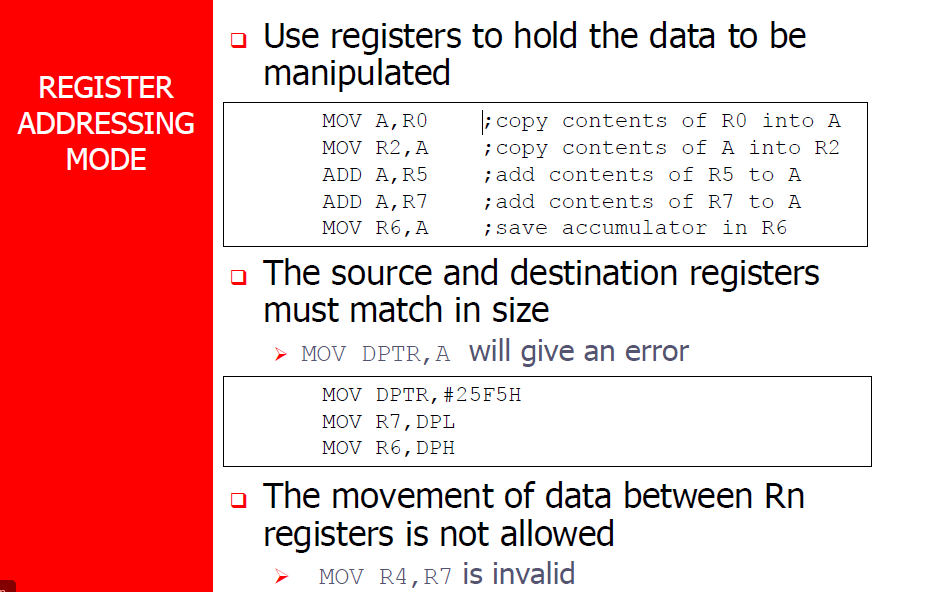 REGISTER
ADDRESSING
MODE
Use registers to hold the data to be
manipulated
MOV A,R0 ;copy contents of R0 into A
MOV R2,A ;copy contents of A into R2
ADD A,R5 ;add contents of R5 to A
ADD A,R7 ;add contents of R7 to A
MOV R6,A ;save accumulator in R6
The source and destination registers
must match in size
MOV DPTR,A will give an error
MOV DPTR,#25F5H
MOV R7,DPL
MOV R6,DPH
The movement of data between Rn
registers is not allowed
MOV R4,R7 is invalid